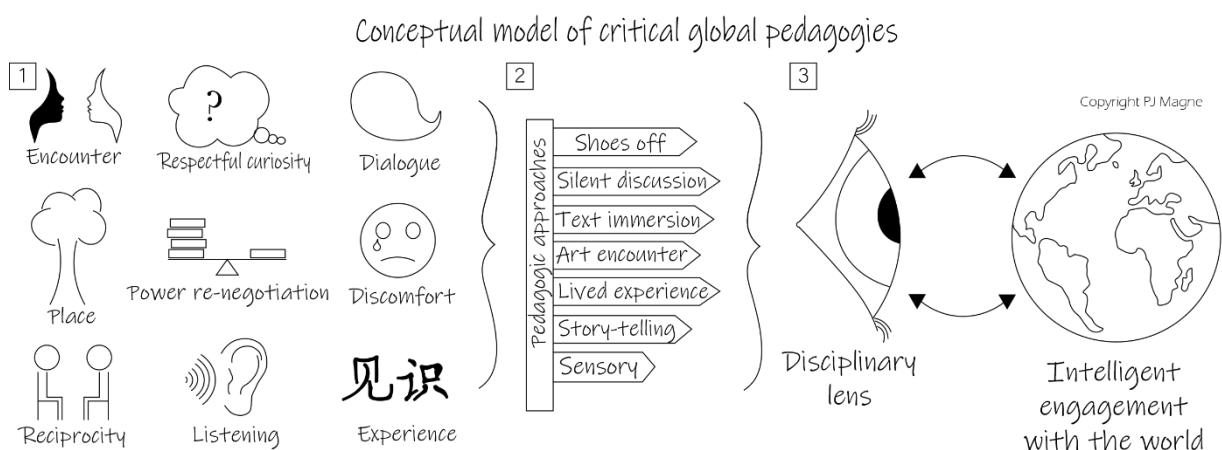 Conceptual model of critical global pedagogies
1
?
Encounter
Respectful curiosity
Dialogue
Place
Power re-negotiation
Discomfort
Reciprocity
Listening
见识
Experience
2
Pedagogic approaches
Shoes off
Silent discussion
Text immersion
Art encounter
Lived experience
Story-telling
Sensory
3
Copyright PJ Magne
Disciplinary
lens
Intelligent
engagement
with the world